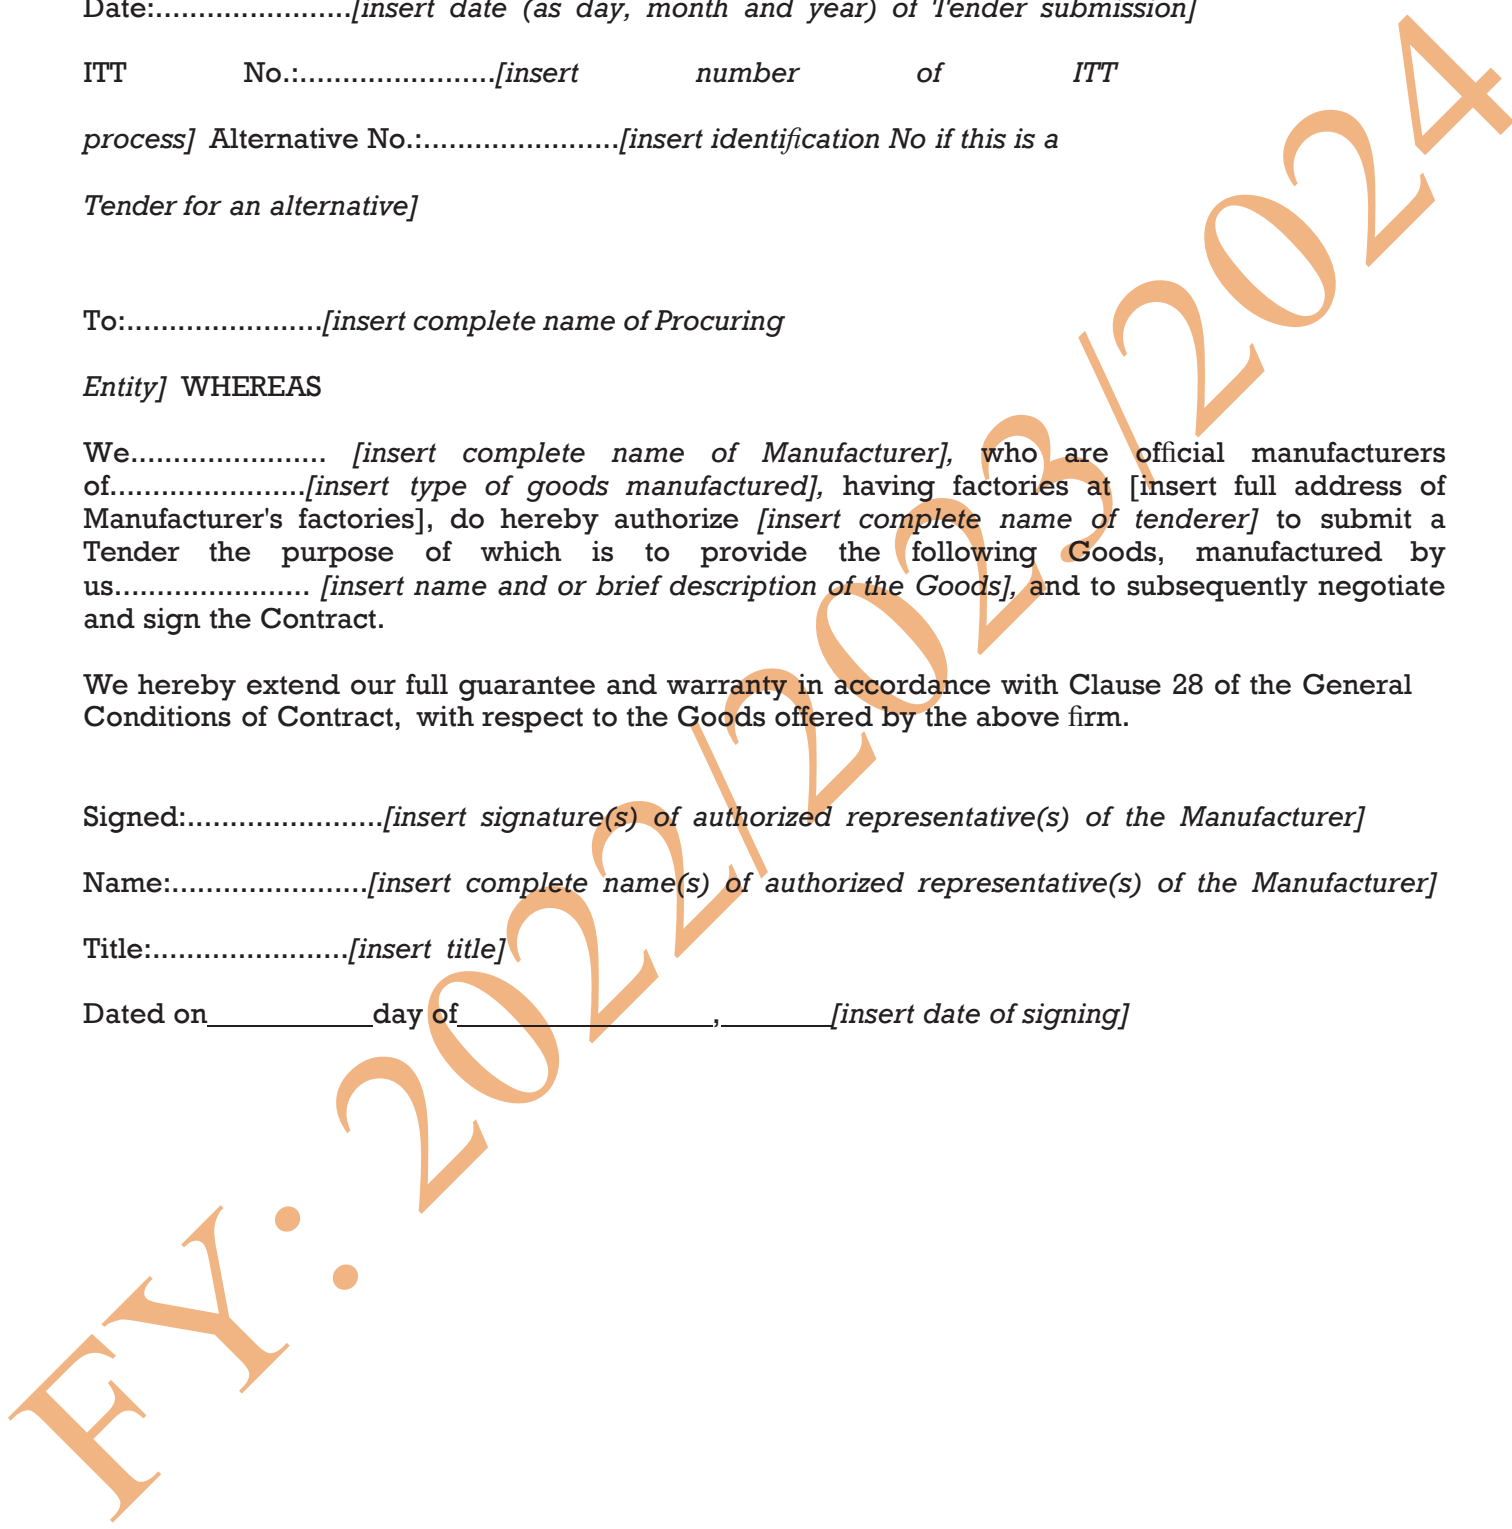 Date:.......................[insert date (as day, month and year) of Tender submission]
ITT No.:.......................[insert number of ITT
process] Alternative No.:.......................[insert identification No if this is a
Tender for an alternative]
To:.......................[insert complete name of Procuring
Entity] WHEREAS
We....................... [insert complete name of Manufacturer], who are official manufacturers
of.......................[insert type of goods manufactured], having factories at [insert full address of
Manufacturer's factories], do hereby authorize [insert complete name of tenderer] to submit a
Tender the purpose of which is to provide the following Goods, manufactured by
us....................... [insert name and or brief description of the Goods], and to subsequently negotiate
and sign the Contract.
We hereby extend our full guarantee and warranty in accordance with Clause 28 of the General
Conditions of Contract, with respect to the Goods offered by the above firm.
Signed:.......................[insert signature(s) of authorized representative(s) of the Manufacturer]
Name:.......................[insert complete name(s) of authorized representative(s) of the Manufacturer]
Title:.......................[insert title]
Dated on__________day of_______________,_______[insert date of signing]
FY: 2022/2023/2024